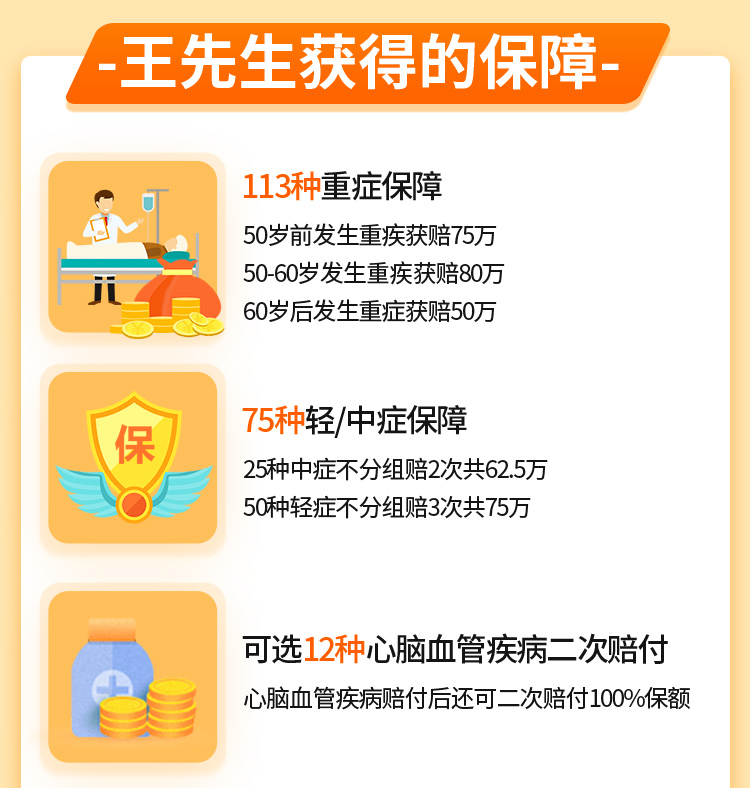 -王先生获得的保障-
113种重症保障
50岁前发生重疾获赔75万
50-60岁发生重疾获赔80万
60岁后发生重症获赔50万
保
75种轻/中症保障
25种中症不分组赔2次共62.5万
50种轻症不分组赔3次共75万
可选12种心脑血管疾病二次赔付
心脑血管疾病赔付后还可二次赔付100%保额